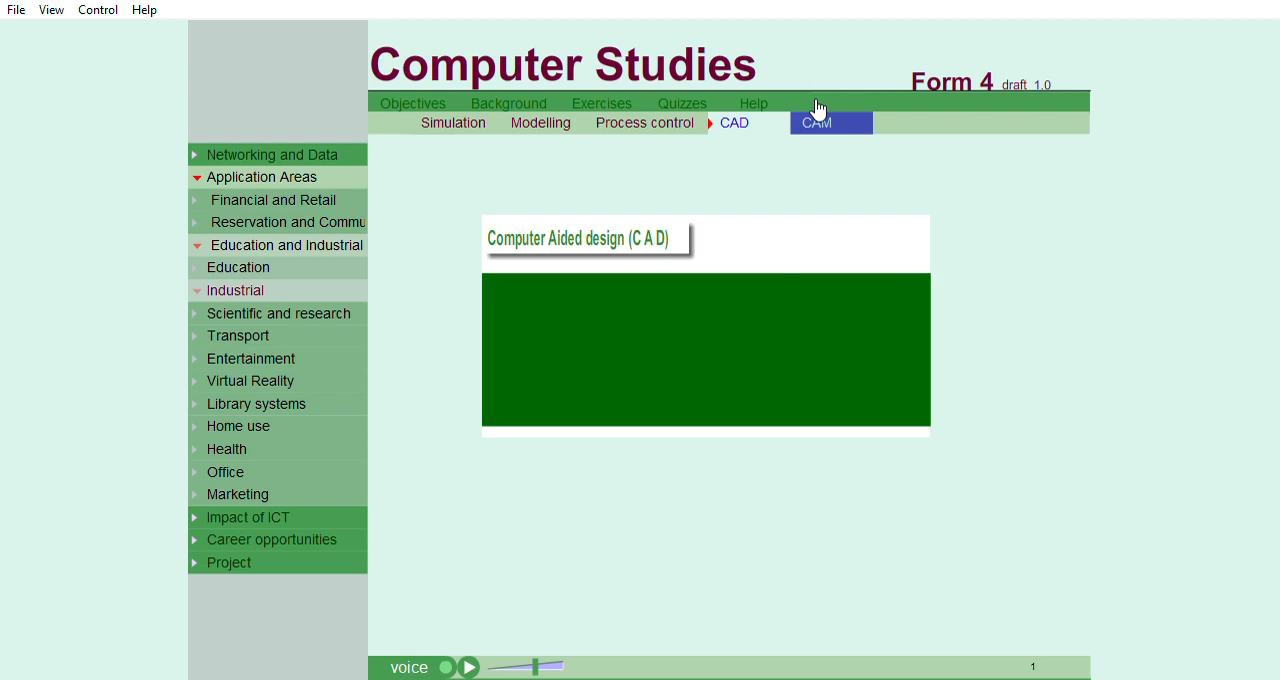 File View Control Help
Computer Studies
Form 4 draft 1.0
Objectives Background Exercises Quizzes Help
Simulation Modelling Process control CAD CAM
Networking and Data
Application Areas
Financial and Retail
Reservation and Commu
Education and Industrial
Education
Industrial
Scientific and research
Transport
Entertainment
Virtual Reality
Library systems
Home use
Health
Office
Marketing
Impact of ICT
Career opportunities
Project
Computer Aided design (C A D)
voice
1